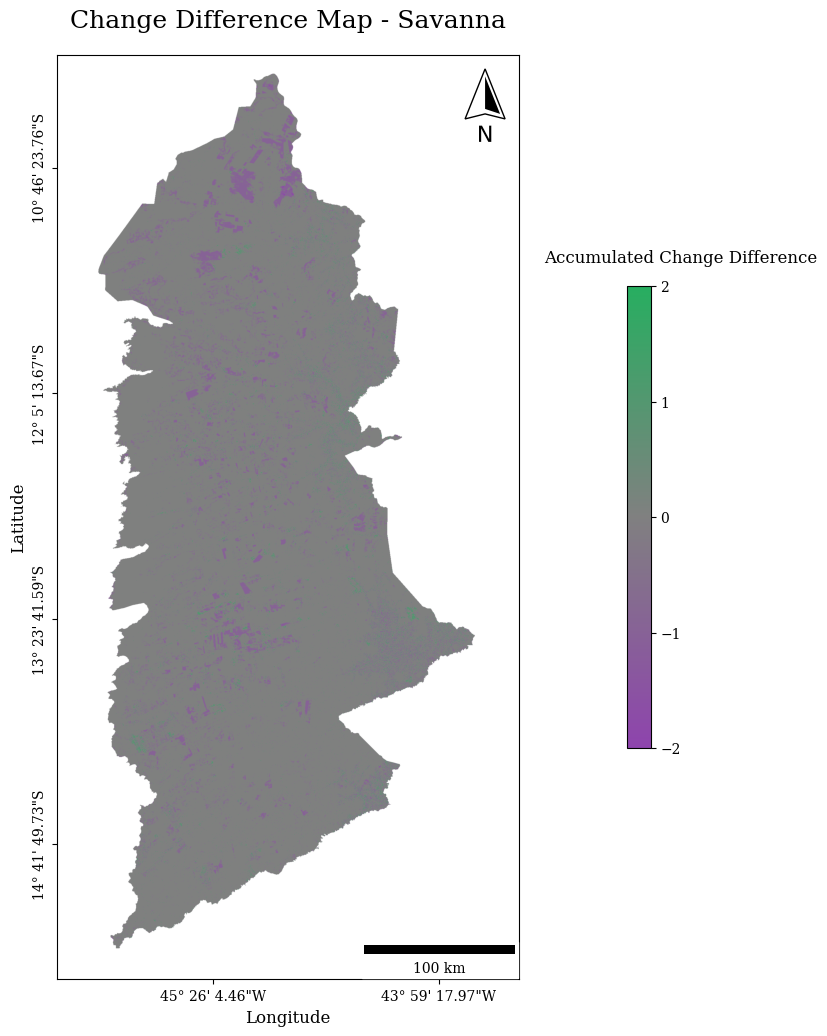 Change Difference Map - Savanna
N
10° 46' 23.76"S
12° 5' 13.67"S
13° 23' 41.59"S
14° 41' 49.73"S
Latitude
100 km
45° 26' 4.46"W
43° 59' 17.97"W
Longitude
Accumulated Change Difference
2
1
0
−1
−2